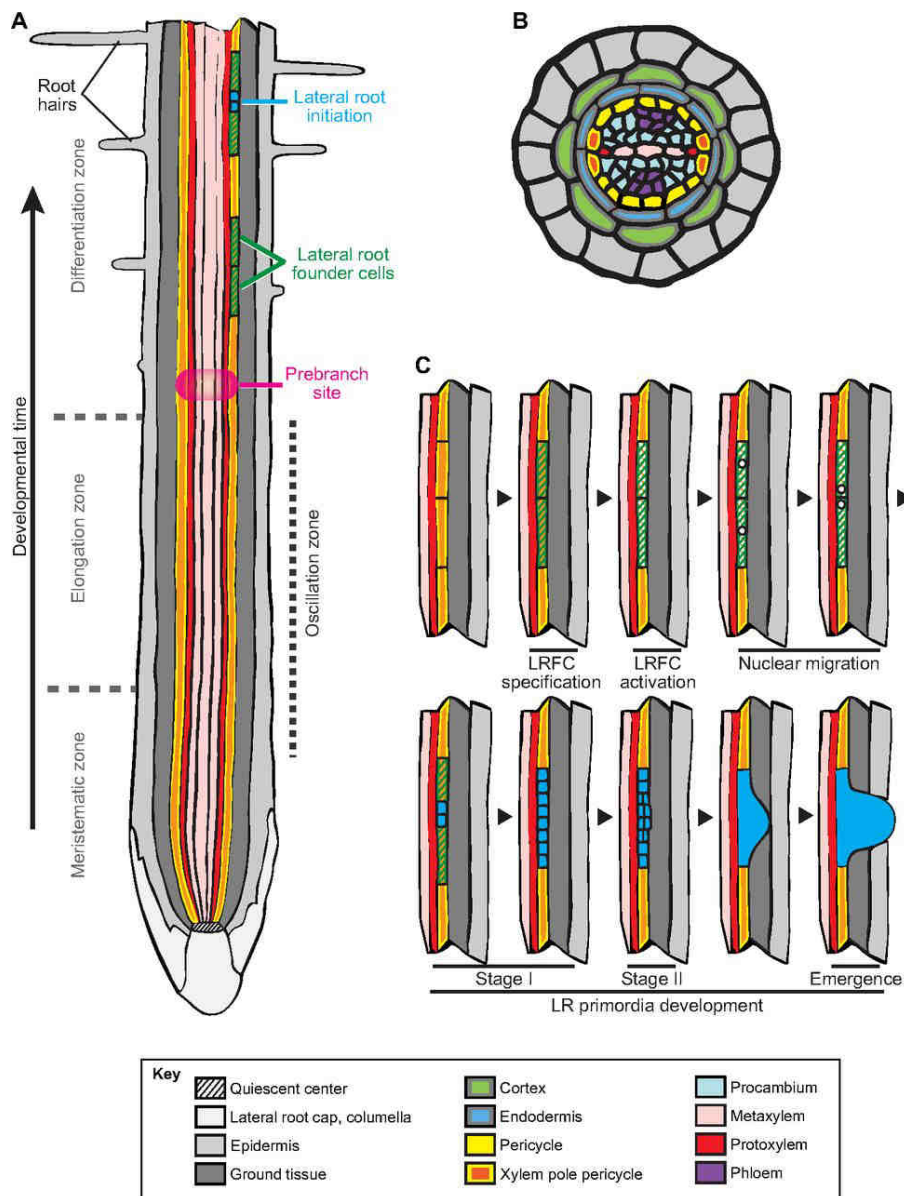 A
Root
hairs
Lateral root
initiation
Differentiation zone
Lateral root
founder cells
Prebranch
site
Developmental time
Elongation zone
Oscillation zone
Meristematic zone
B
C
LRFC
specification
LRFC
activation
Nuclear migration
Stage I
Stage II
Emergence
LR primordia development
Key
Quiescent center
Lateral root cap, columella
Epidermis
Ground tissue
Cortex
Endodermis
Pericycle
Xylem pole pericycle
Procambium
Metaxylem
Protoxylem
Phloem